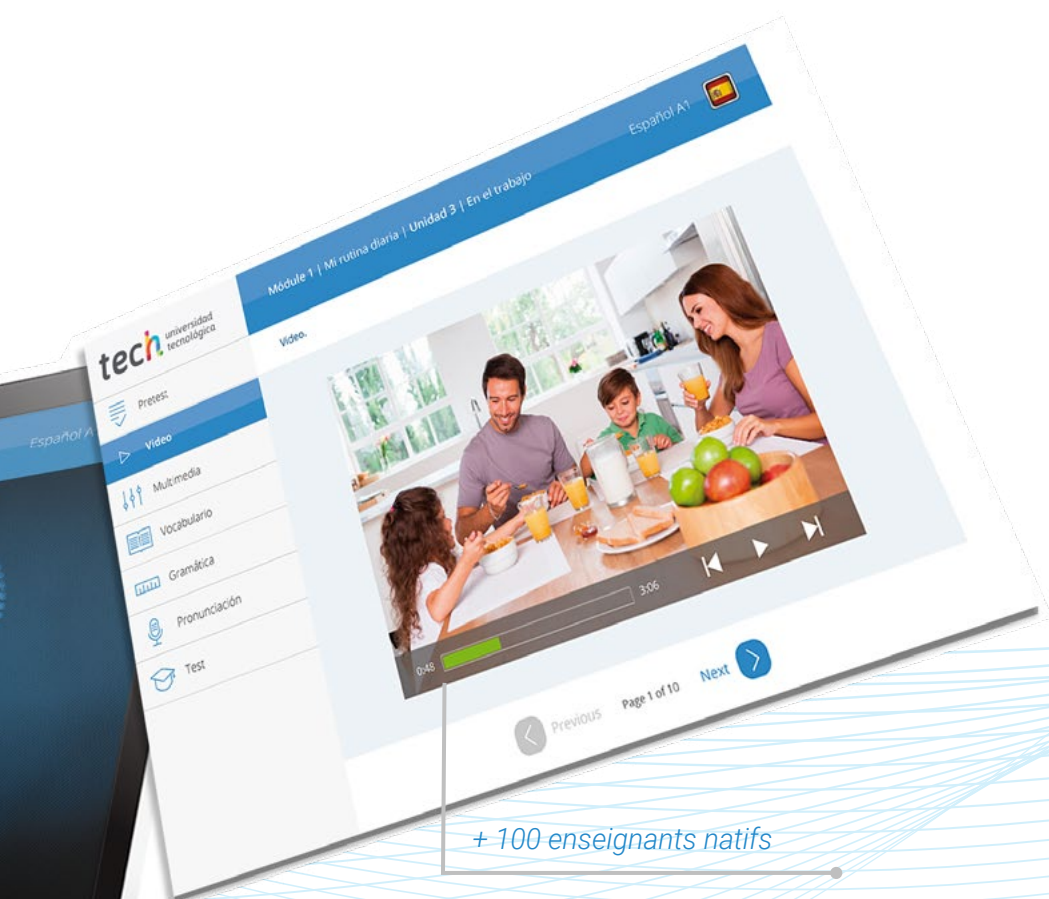 Español A1
Módule 1 | Mi rutina diaria | Unidad 3 | En el trabajo
tech universidad
tecnológica
Video.
Pretest
Video
Multimedia
Vocabulario
Gramática
Pronunciación
Test
0:48
3:06
Previous
Page 1 of 10
Next
Español A
+ 100 enseignants natifs